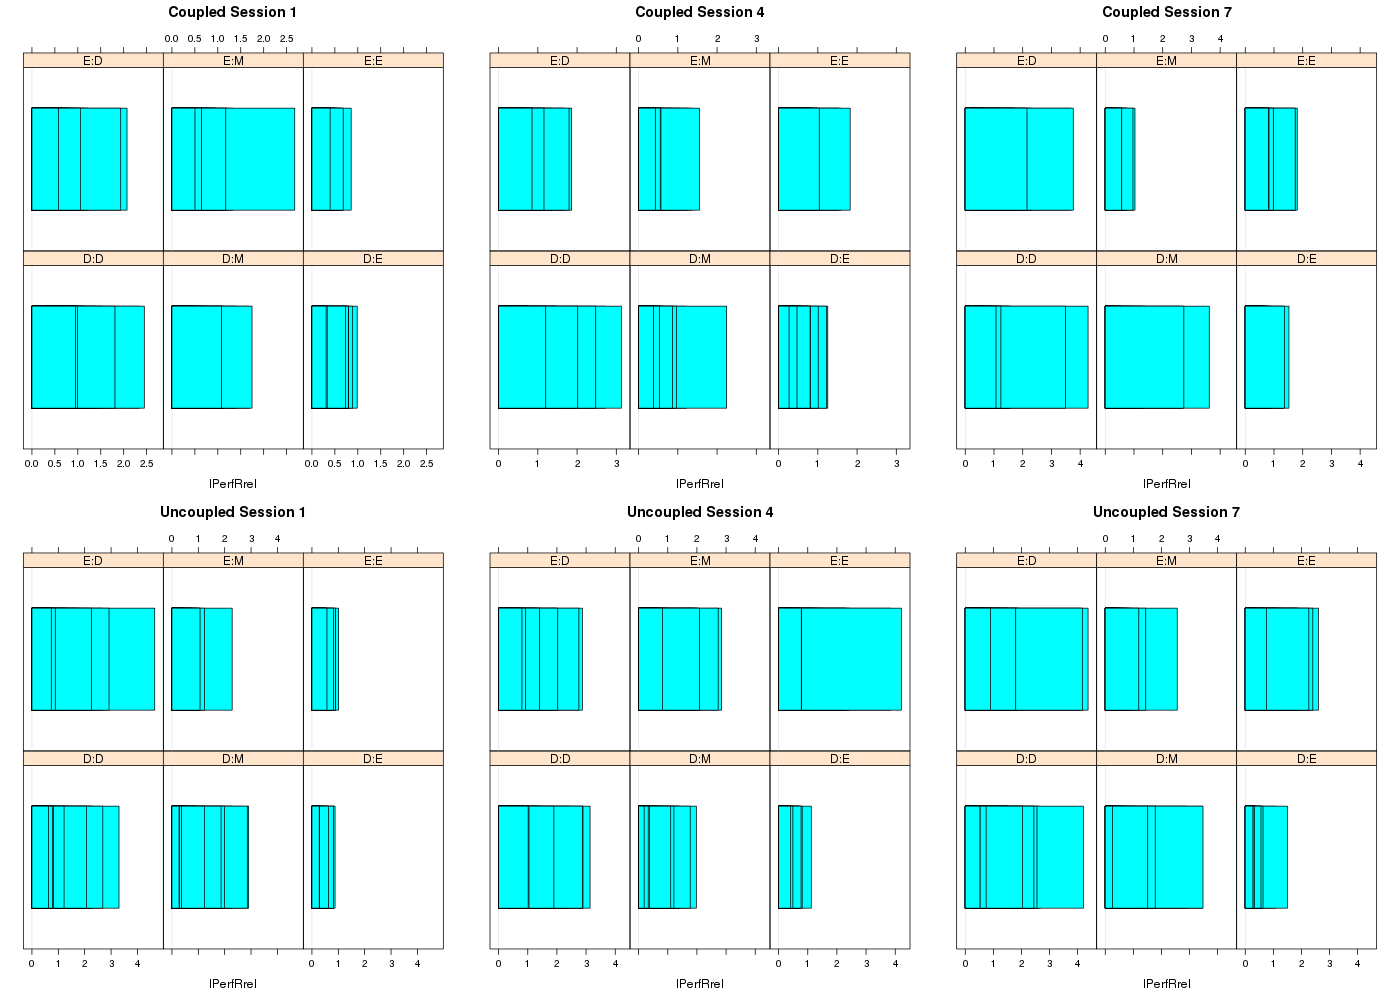 Coupled Session 1 Coupled Session 4 Coupled Session 7
0.0 0.5 1.0 1.5 2.0 2.5 0 1 2 3 0 1 2 3 4
E:D E:M E:E E:D E:M E:E E:D E:M E:E
D:D D:M D:E D:D D:M D:E D:D D:M D:E
0.0 0.5 1.0 1.5 2.0 2.5 0.0 0.5 1.0 1.5 2.0 2.5 0 1 2 3 0 1 2 3 0 1 2 3 4 0 1 2 3 4
IPerfRrel IPerfRrel IPerfRrel
Uncoupled Session 1 Uncoupled Session 4 Uncoupled Session 7
0 1 2 3 4 0 1 2 3 4 0 1 2 3 4
E:D E:M E:E E:D E:M E:E E:D E:M E:E
D:D D:M D:E D:D D:M D:E D:D D:M D:E
0 1 2 3 4 0 1 2 3 4 0 1 2 3 4 0 1 2 3 4 0 1 2 3 4 0 1 2 3 4
IPerfRrel IPerfRrel IPerfRrel